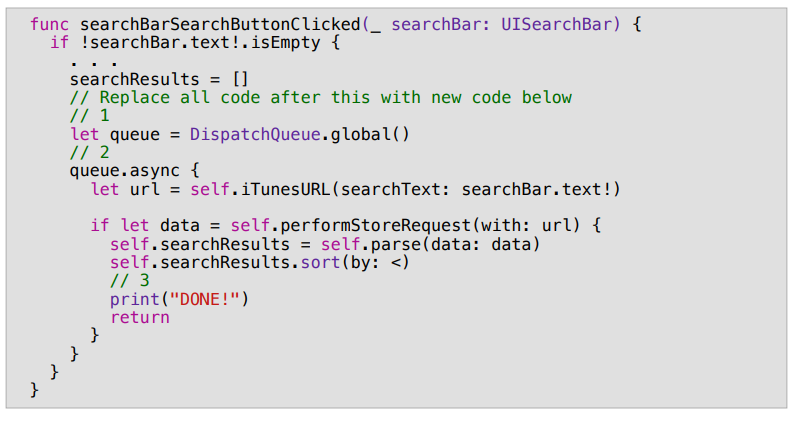 func searchBarSearchButtonClicked(_ searchBar: UISearchBar) {
  if !searchBar.text!.isEmpty {
    . . .
    searchResults = []
    // Replace all code after this with new code below
    // 1
    let queue = DispatchQueue.global()
    // 2
    queue.async {
      let url = self.iTunesURL(searchText: searchBar.text!)

      if let data = self.performStoreRequest(with: url) {
        self.searchResults = self.parse(data: data)
        self.searchResults.sort(by: <)
        // 3
        print("DONE!")
        return
      }
    }
  }
}